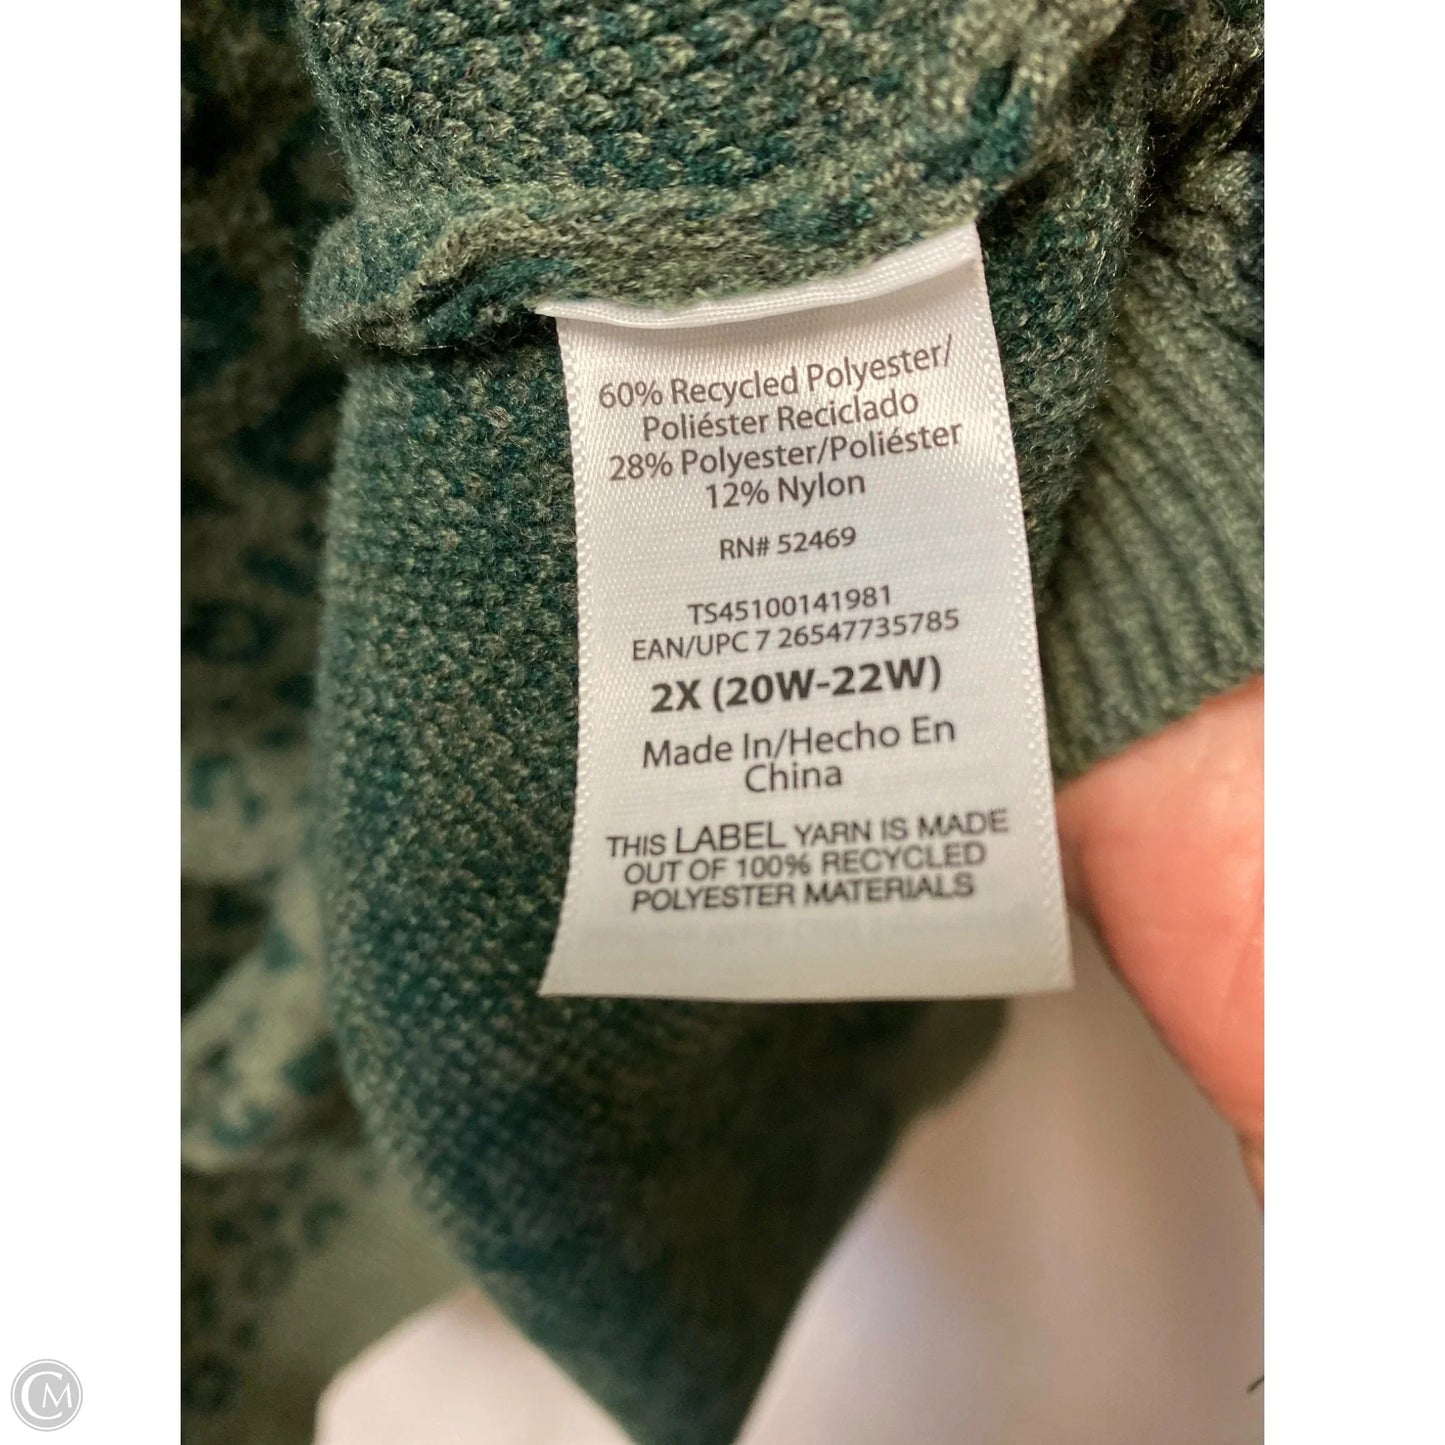 60% Recycled Polyester/
Poliéster Reciclado
28% Polyester/Poliéster
12% Nylon
RN# 52469
TS45100141981
EAN/UPC 7 26547735785
2X (20W-22W)
Made In/Hecho En
China
THIS LABEL YARN IS MADE
OUT OF 100% RECYCLED
POLYESTER MATERIALS
CM